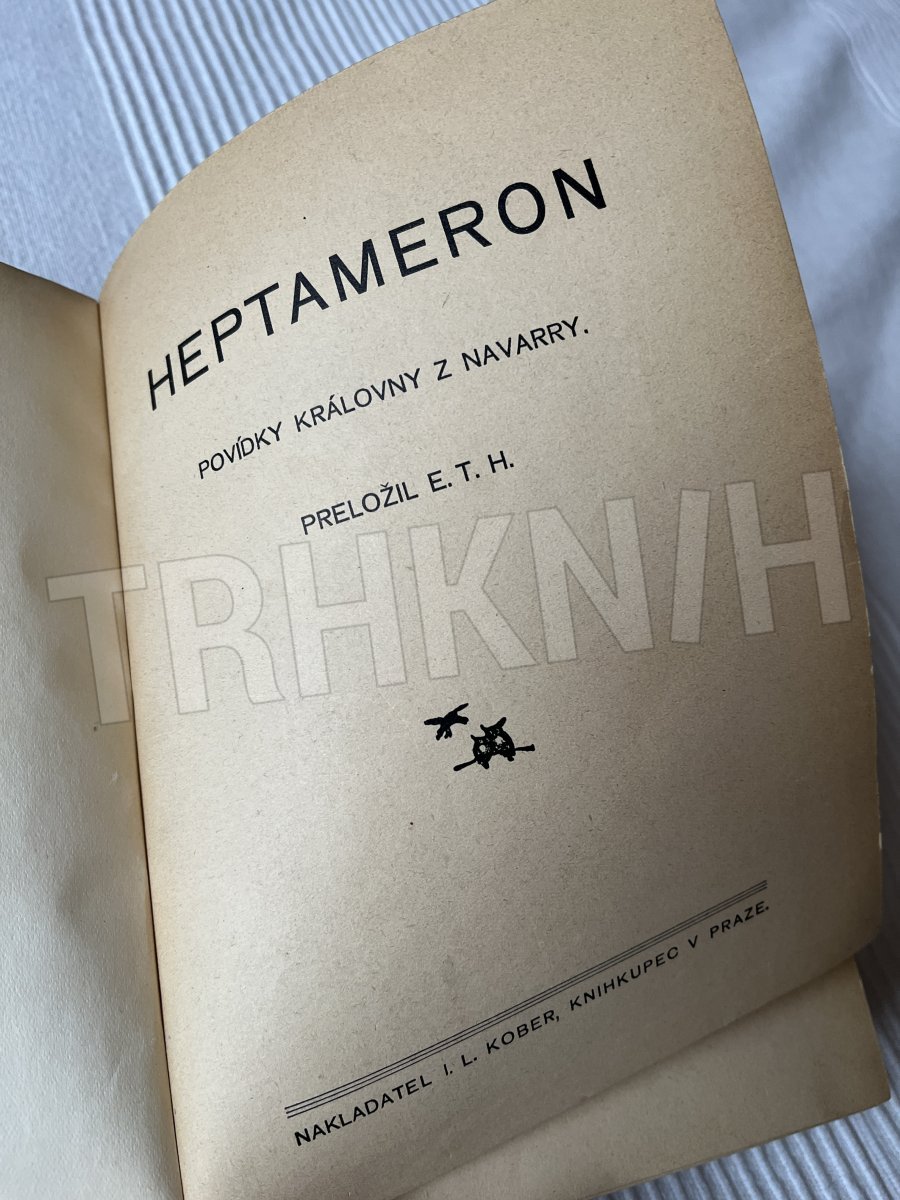 HEPTAMERON
POVÍDKY KRÁLOVNY Z NAVARRY.
PRELOŽIL E. T. H.
TRHKNIH
NAKLADATEL I. L. KOBER, KNIHKUPEC V PRAZE.